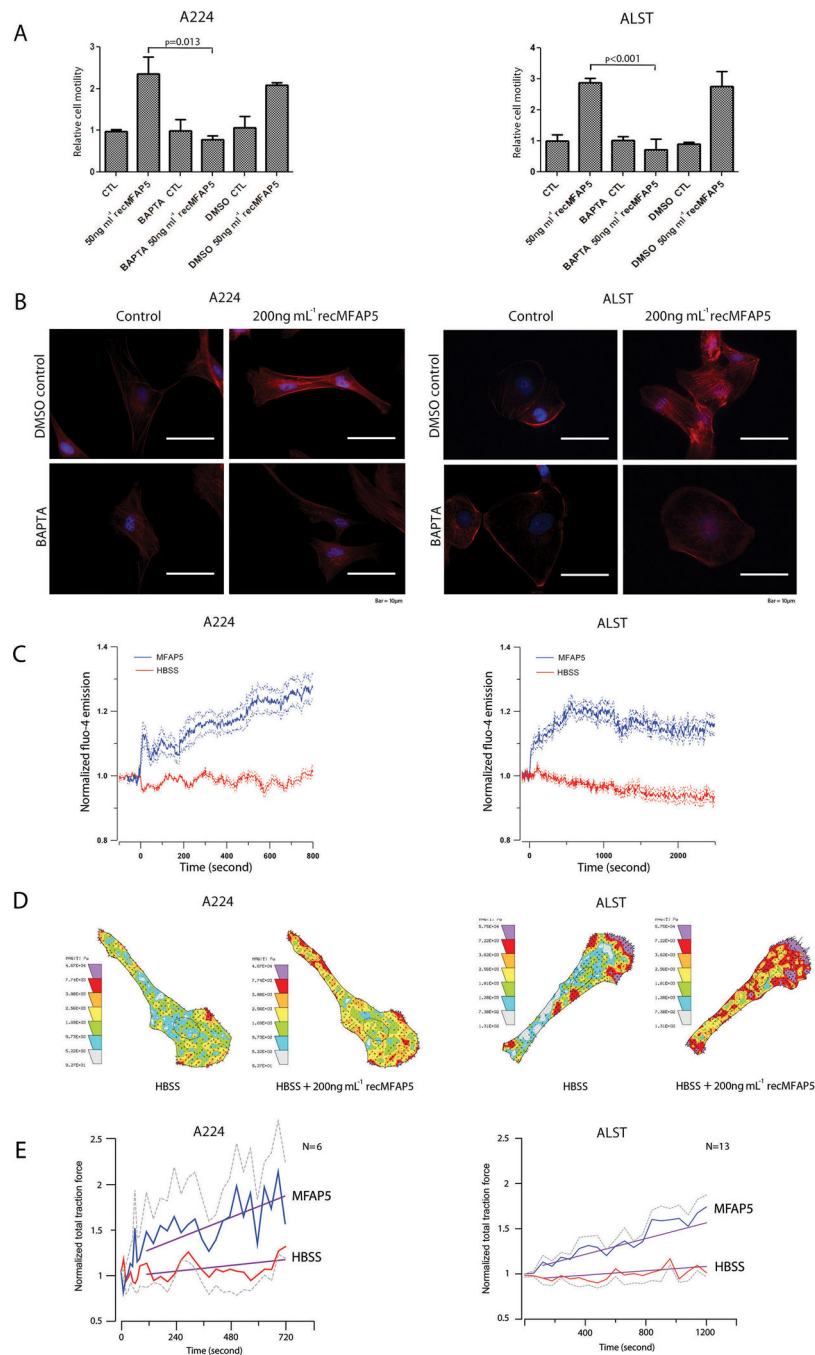 A
A224
ALST
Relative cell motility
3
2
1
0
p=0.013
CTL
50ng ml⁻¹ recMFAP5
BAPTA CTL
BAPTA 50ng ml⁻¹ recMFAP5
DMSO CTL
DMSO 50ng ml⁻¹ recMFAP5
Relative cell motility
4
3
2
1
0
p<0.001
CTL
50ng ml⁻¹ recMFAP5
BAPTA CTL
BAPTA 50ng ml⁻¹ recMFAP5
DMSO CTL
DMSO 50ng ml⁻¹ recMFAP5
B
A224
ALST
Control
200ng mL⁻¹ recMFAP5
Control
200ng mL⁻¹ recMFAP5
DMSO control
BAPTA
DMSO control
BAPTA
Bar = 10µm
Bar = 10µm
C
A224
ALST
Normalized fluo-4 emission
1.4
1.2
1.0
0.8
MFAP5
HBSS
0 200 400 600 800
Time (second)
Normalized fluo-4 emission
1.4
1.2
1.0
0.8
MFAP5
HBSS
0 1000 2000
Time (second)
D
A224
ALST
HBSS
HBSS + 200ng mL⁻¹ recMFAP5
HBSS
HBSS + 200ng mL⁻¹ recMFAP5
E
A224
ALST
Normalized total traction force
2.5
2
1.5
1
0.5
N=6
MFAP5
HBSS
0 240 480 720
Time (second)
Normalized total traction force
2.5
2
1.5
1
0.5
N=13
MFAP5
HBSS
400 800 1200
Time (second)